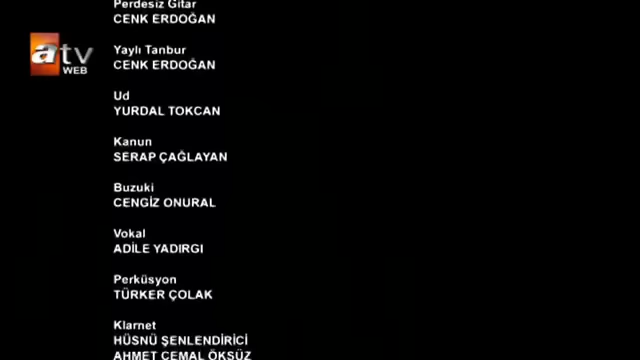 Perdesiz Gitar
CENK ERDOĞAN
atv
WEB
Yaylı Tanbur
CENK ERDOĞAN
Ud
YURDAL TOKCAN
Kanun
SERAP ÇAĞLAYAN
Buzuki
CENGİZ ONURAL
Vokal
ADİLE YADIRGI
Perküsyon
TÜRKER ÇOLAK
Klarnet
HÜSNÜ ŞENLENDİRİCİ
AHMET CEMAL ÖKSÜZ